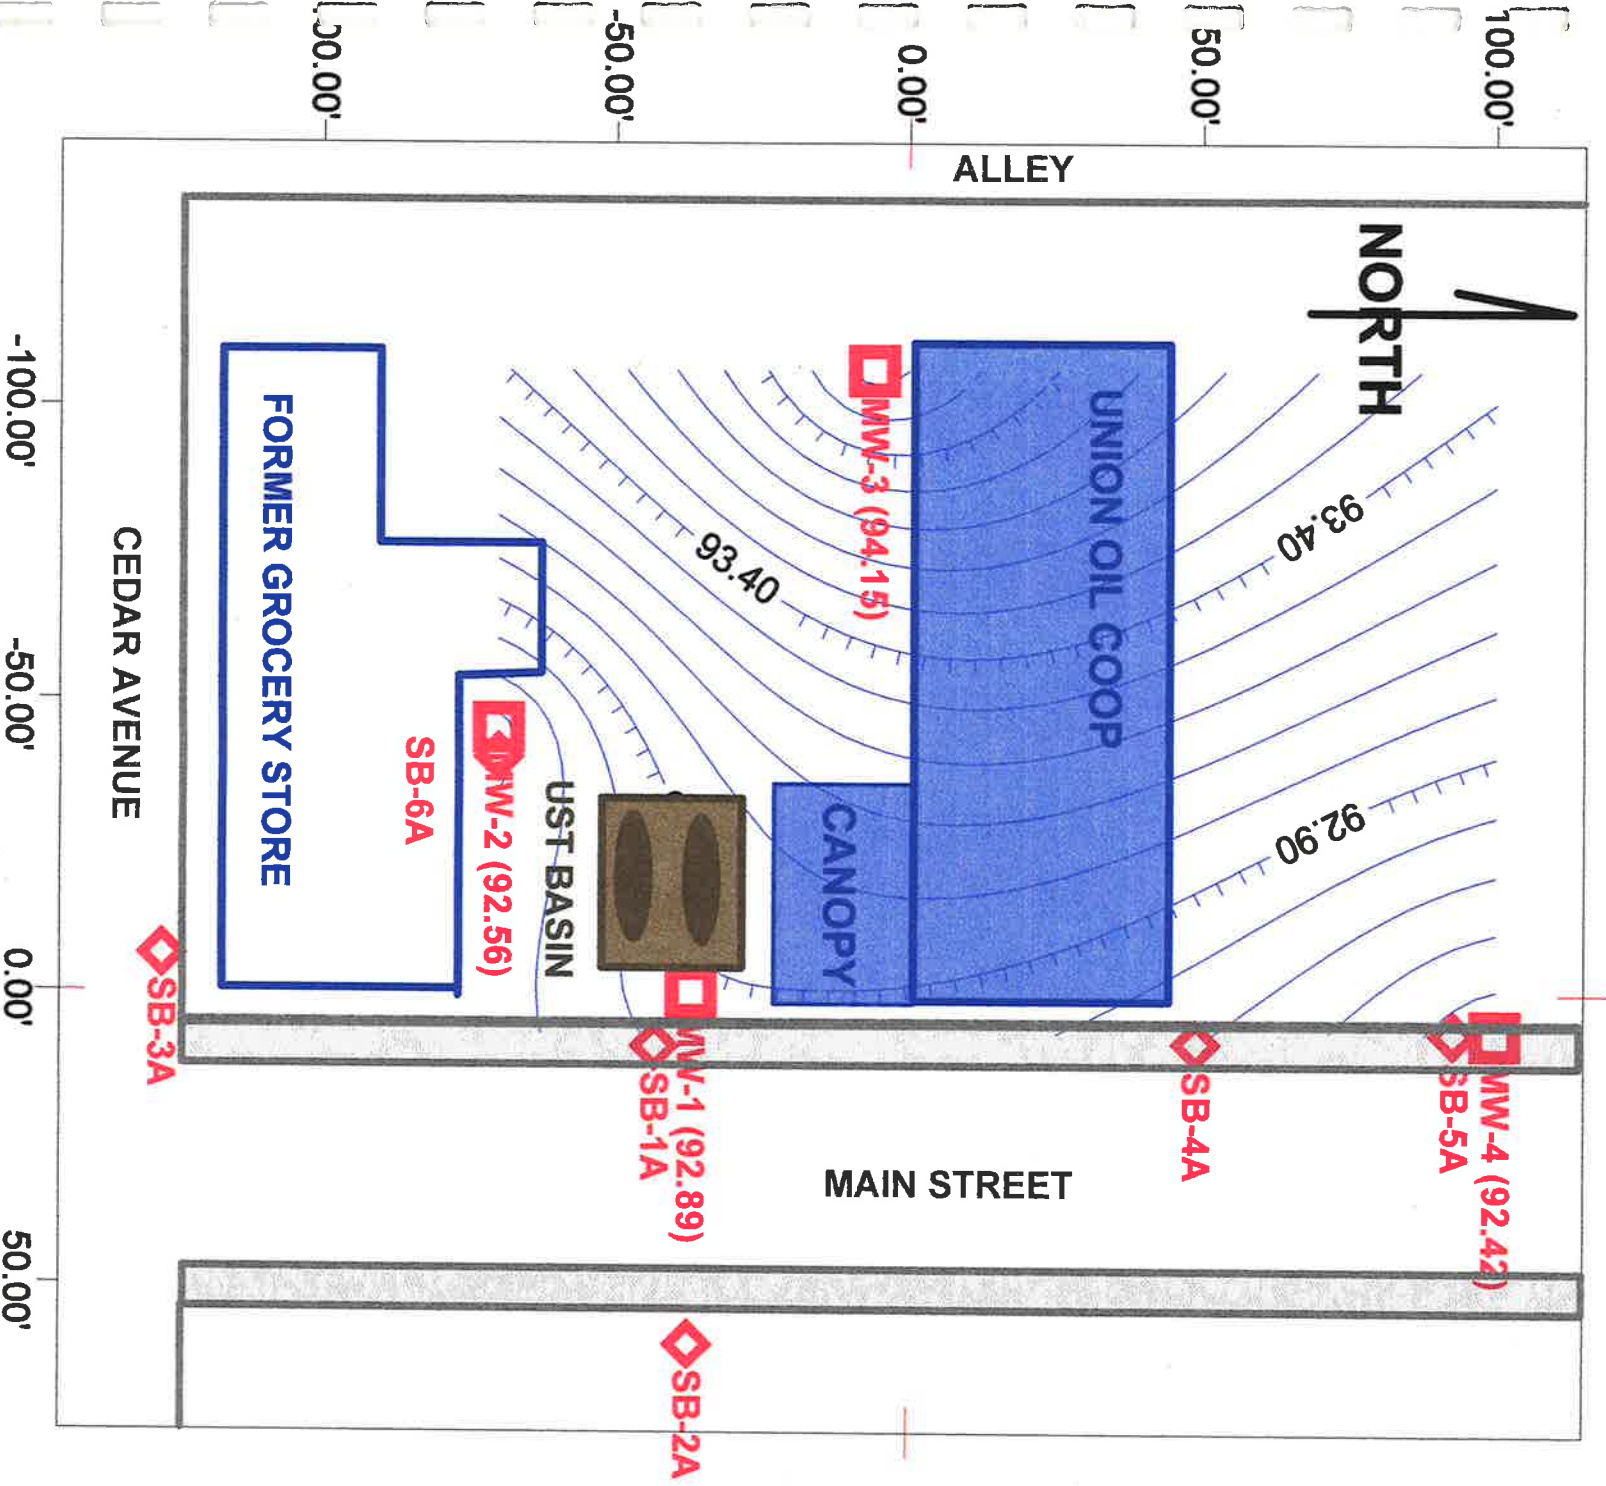 100.00'
50.00'
0.00'
-50.00'
00.00'
ALLEY
NORTH
UNION OIL COOP
MW-3 (94.15)
93.40
93.40
92.90
FORMER GROCERY STORE
CEDAR AVENUE
SB-6A
MW-2 (92.56)
UST BASIN
CANOPY
SB-3A
MW-1 (92.89)
SB-1A
SB-4A
SB-5A
MW-4 (92.42)
MAIN STREET
SB-2A
-100.00'
-50.00'
0.00'
50.00'